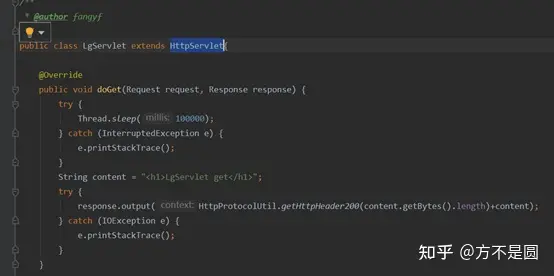 /**
* @author fangyf
public class LgServlet extends HttpServlet{
@Override
public void doGet(Request request, Response response) {
try {
Thread.sleep( millis: 100000);
} catch (InterruptedException e) {
e.printStackTrace();
}
String content = "<h1>LgServlet get</h1>";
try {
response.output( context: HttpProtocolUtil.getHttpHeader200(content.getBytes().length)+content);
} catch (IOException e) {
e.printStackTrace();
}
}
知乎 @方不是圆